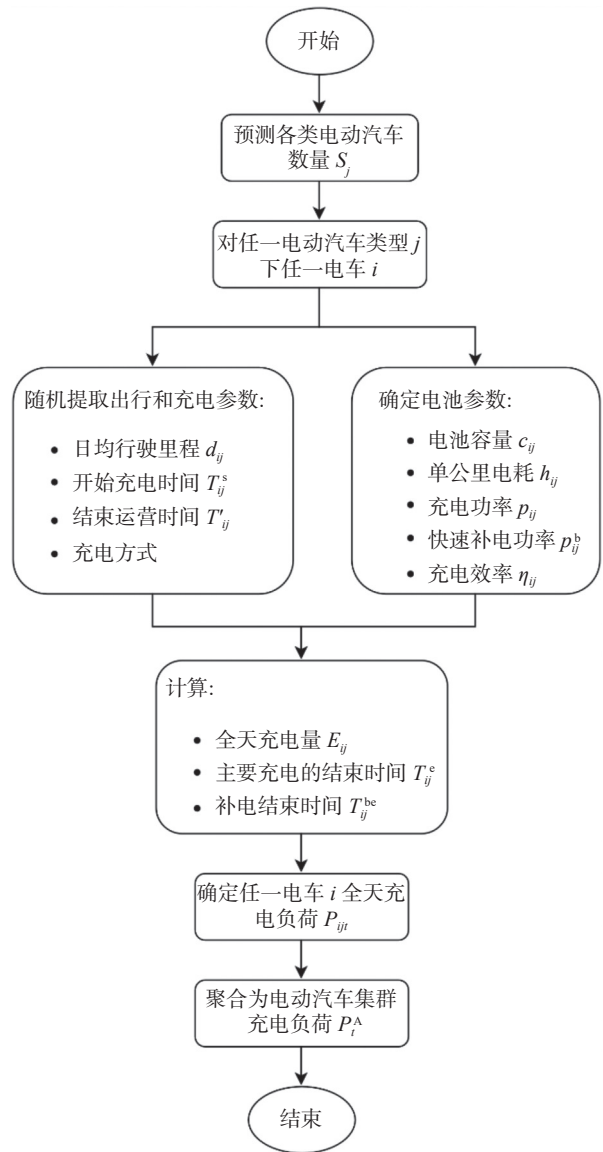 开始
预测各类电动汽车
数量 S_j
对任一电动汽车类型 j
下任一电车 i
随机提取出行和充电参数:
• 日均行驶里程 d_ij
• 开始充电时间 T_ij^s
• 结束运营时间 T'_ij
• 充电方式
确定电池参数:
• 电池容量 c_ij
• 单公里电耗 h_ij
• 充电功率 p_ij
• 快速补电功率 p_ij^b
• 充电效率 η_ij
计算:
• 全天充电量 E_ij
• 主要充电的结束时间 T_ij^e
• 补电结束时间 T_ij^be
确定任一电车 i 全天充
电负荷 P_ijt
聚合为电动汽车集群
充电负荷 P_t^A
结束